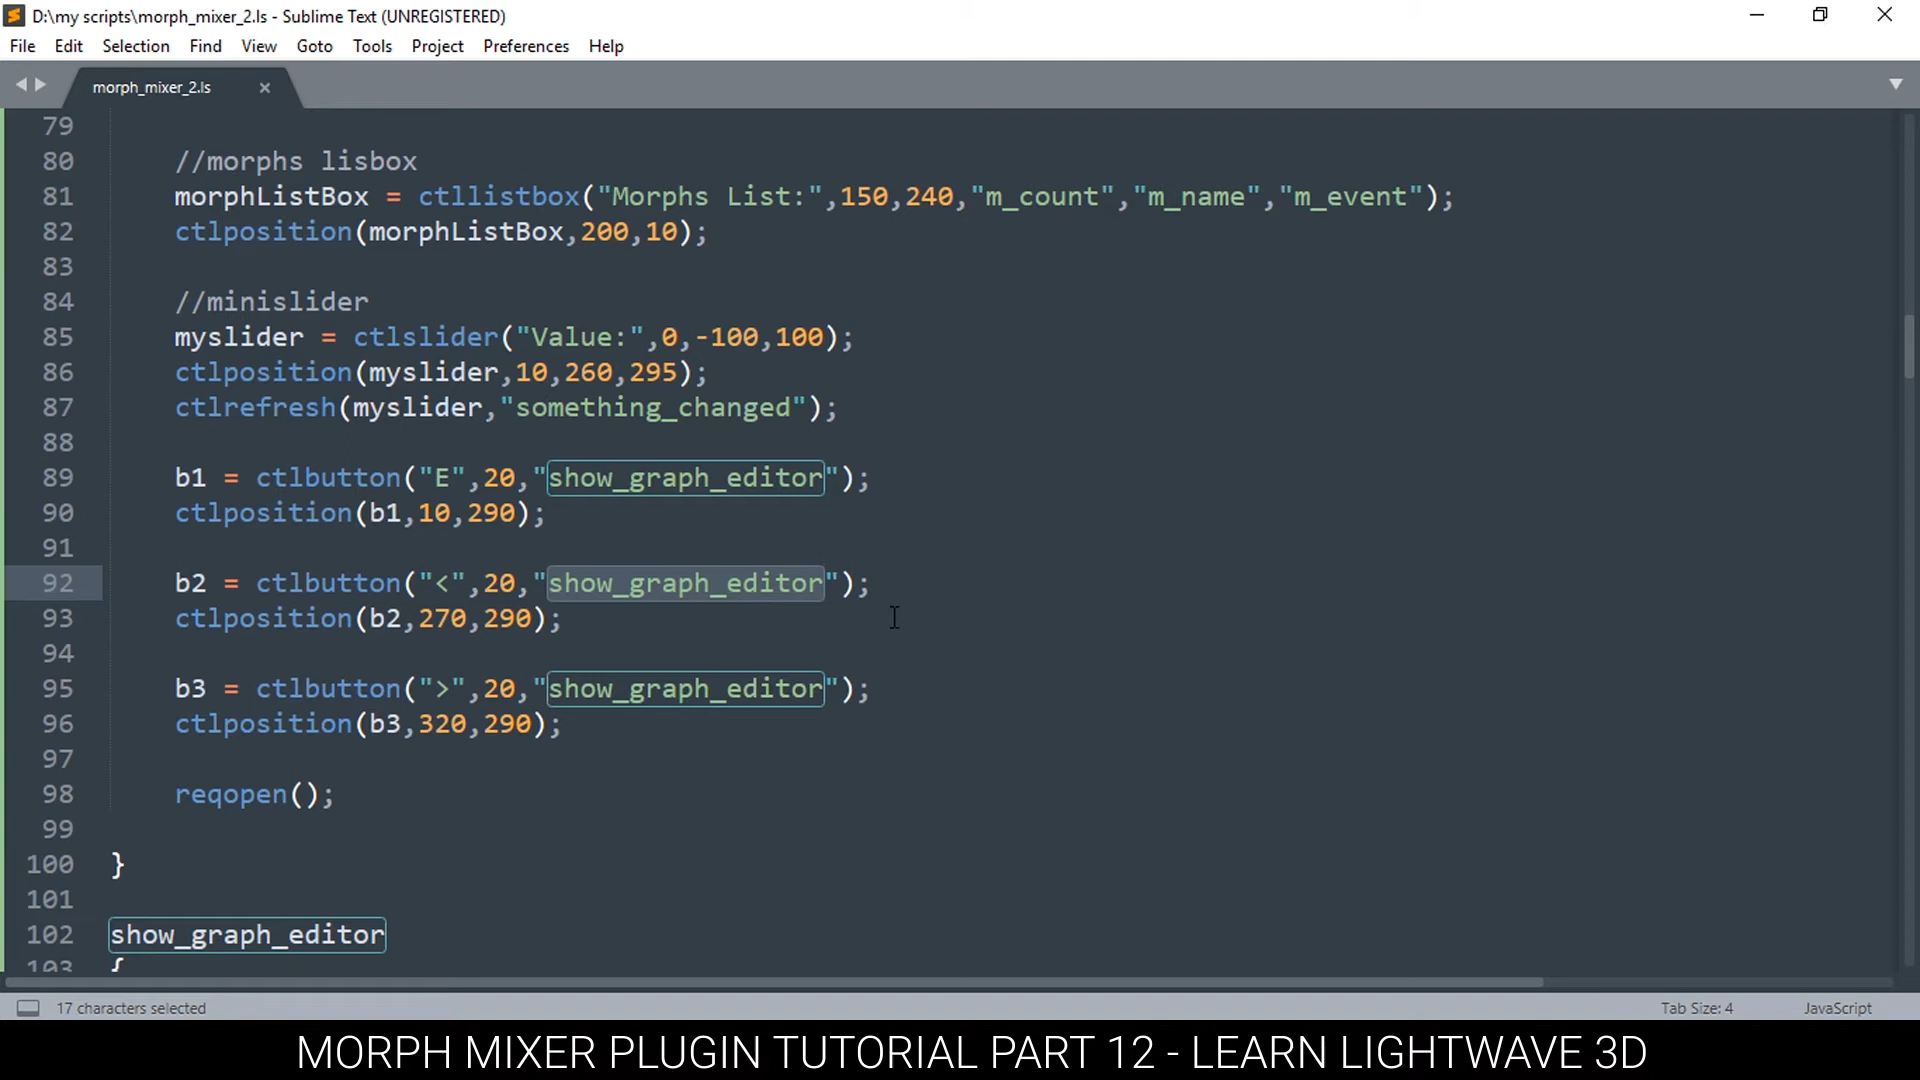 D:\my scripts\morph_mixer_2.ls - Sublime Text (UNREGISTERED)
File Edit Selection Find View Goto Tools Project Preferences Help
morph_mixer_2.ls
79
80 //morphs lisbox
81 morphListBox = ctllistbox("Morphs List:",150,240,"m_count","m_name","m_event");
82 ctlposition(morphListBox,200,10);
83
84 //minislider
85 myslider = ctlslider("Value:",0,-100,100);
86 ctlposition(myslider,10,260,295);
87 ctlrefresh(myslider,"something_changed");
88
89 b1 = ctlbutton("E",20,"show_graph_editor");
90 ctlposition(b1,10,290);
91
92 b2 = ctlbutton("<",20,"show_graph_editor");
93 ctlposition(b2,270,290);
94
95 b3 = ctlbutton(">",20,"show_graph_editor");
96 ctlposition(b3,320,290);
97
98 reqopen();
99
100 }
101
102 show_graph_editor
103 {
17 characters selected Tab Size: 4 JavaScript
MORPH MIXER PLUGIN TUTORIAL PART 12 - LEARN LIGHTWAVE 3D